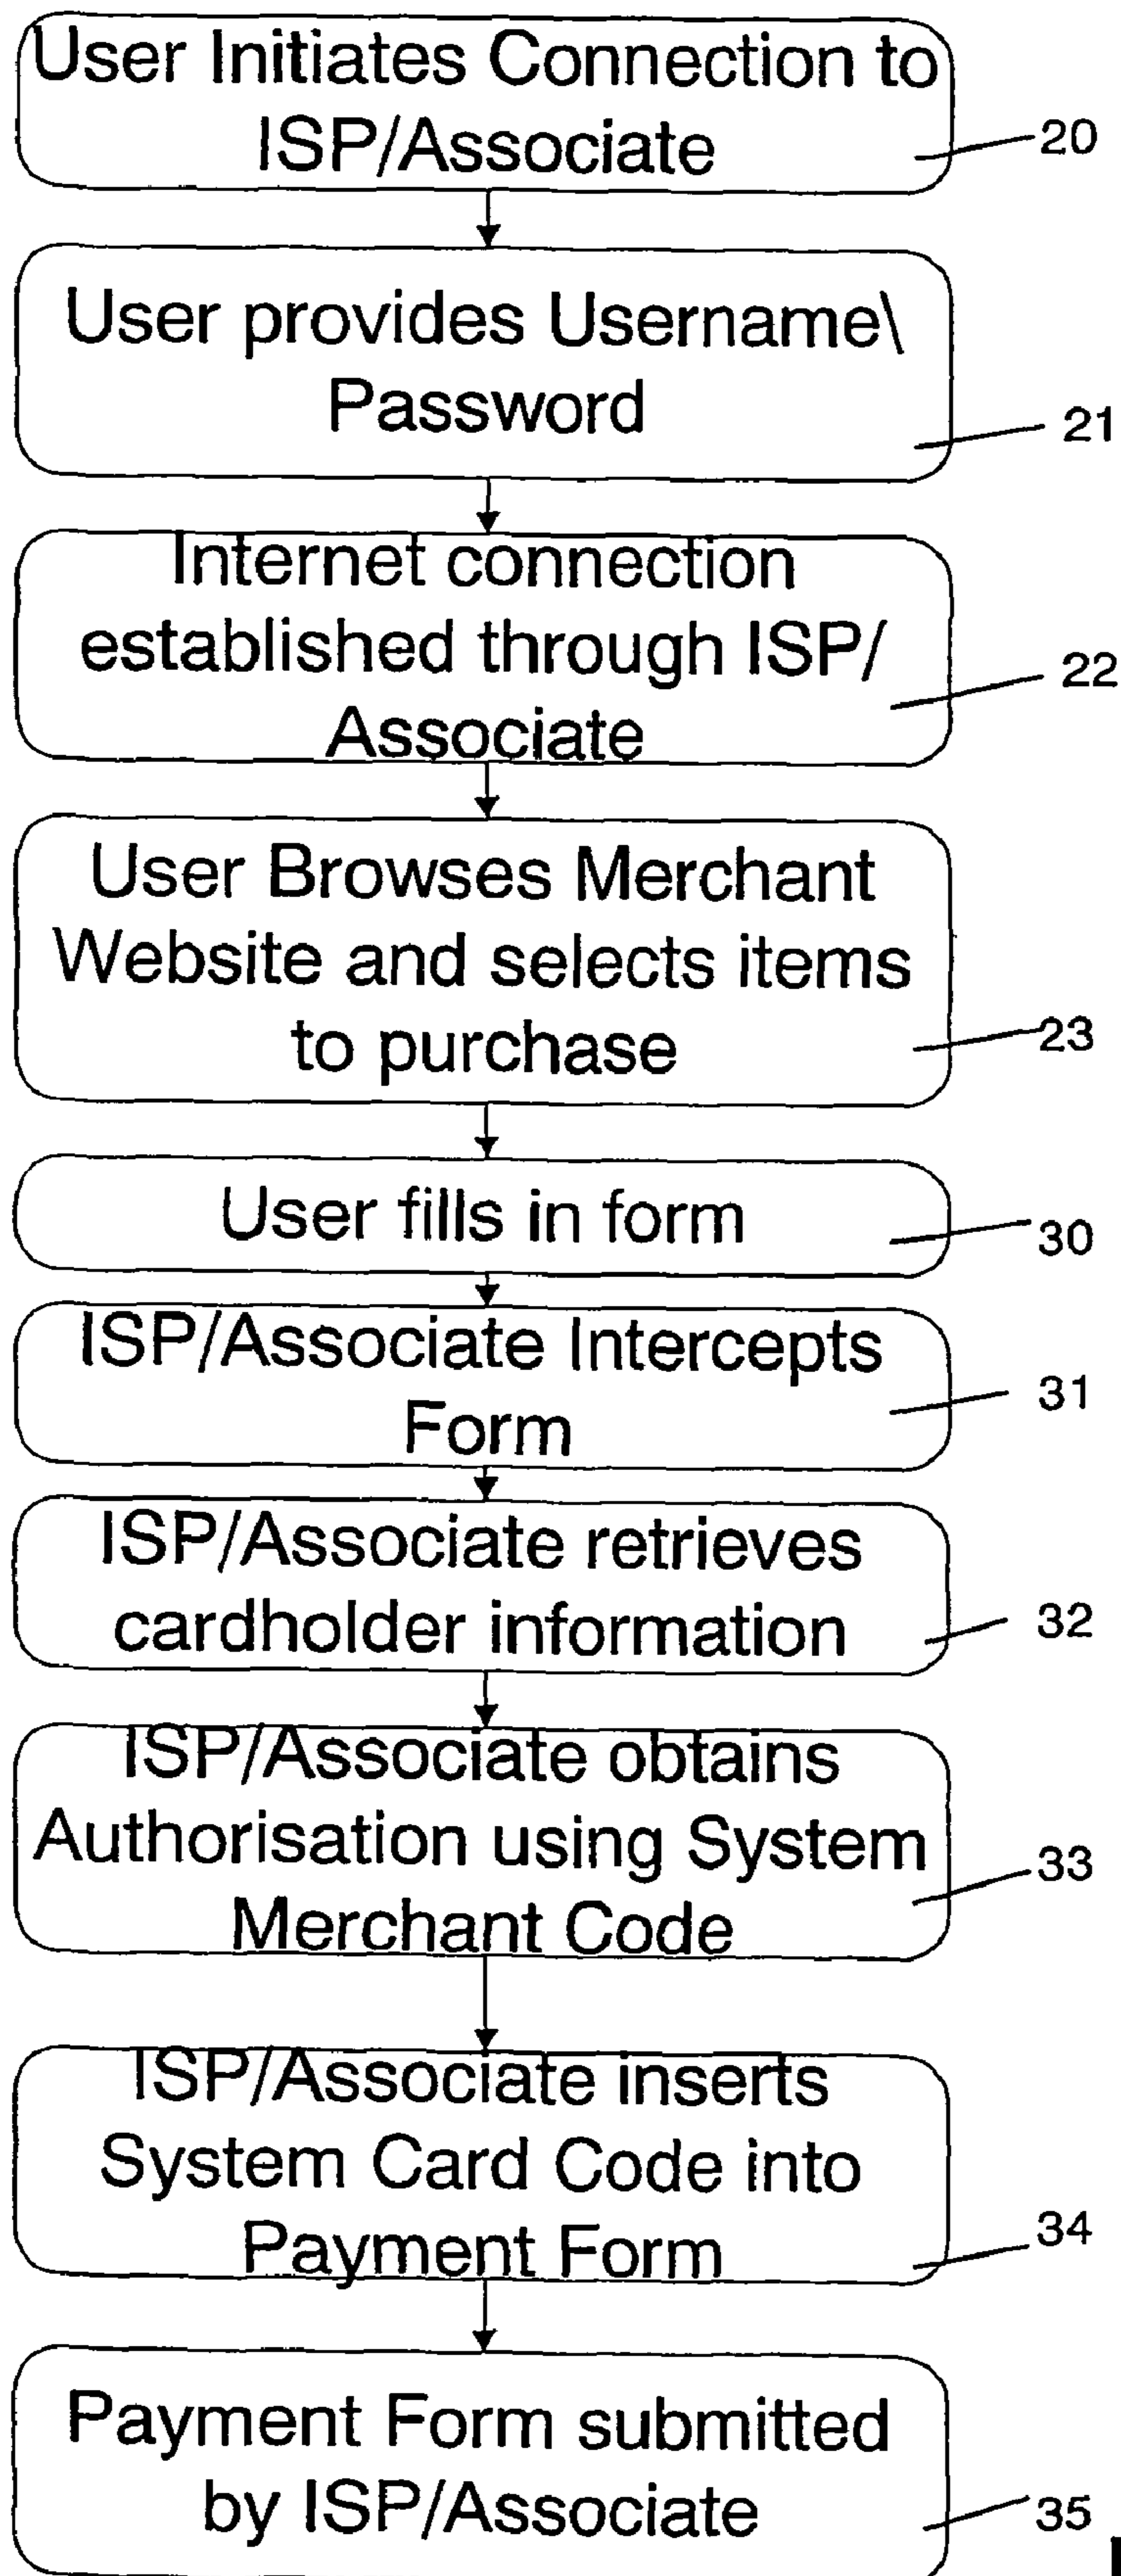 User Initiates Connection to
ISP/Associate
20
User provides Username\
Password
21
Internet connection
established through ISP/
Associate
22
User Browses Merchant
Website and selects items
to purchase
23
User fills in form
30
ISP/Associate Intercepts
Form
31
ISP/Associate retrieves
cardholder information
32
ISP/Associate obtains
Authorisation using System
Merchant Code
33
ISP/Associate inserts
System Card Code into
Payment Form
34
Payment Form submitted
by ISP/Associate
35